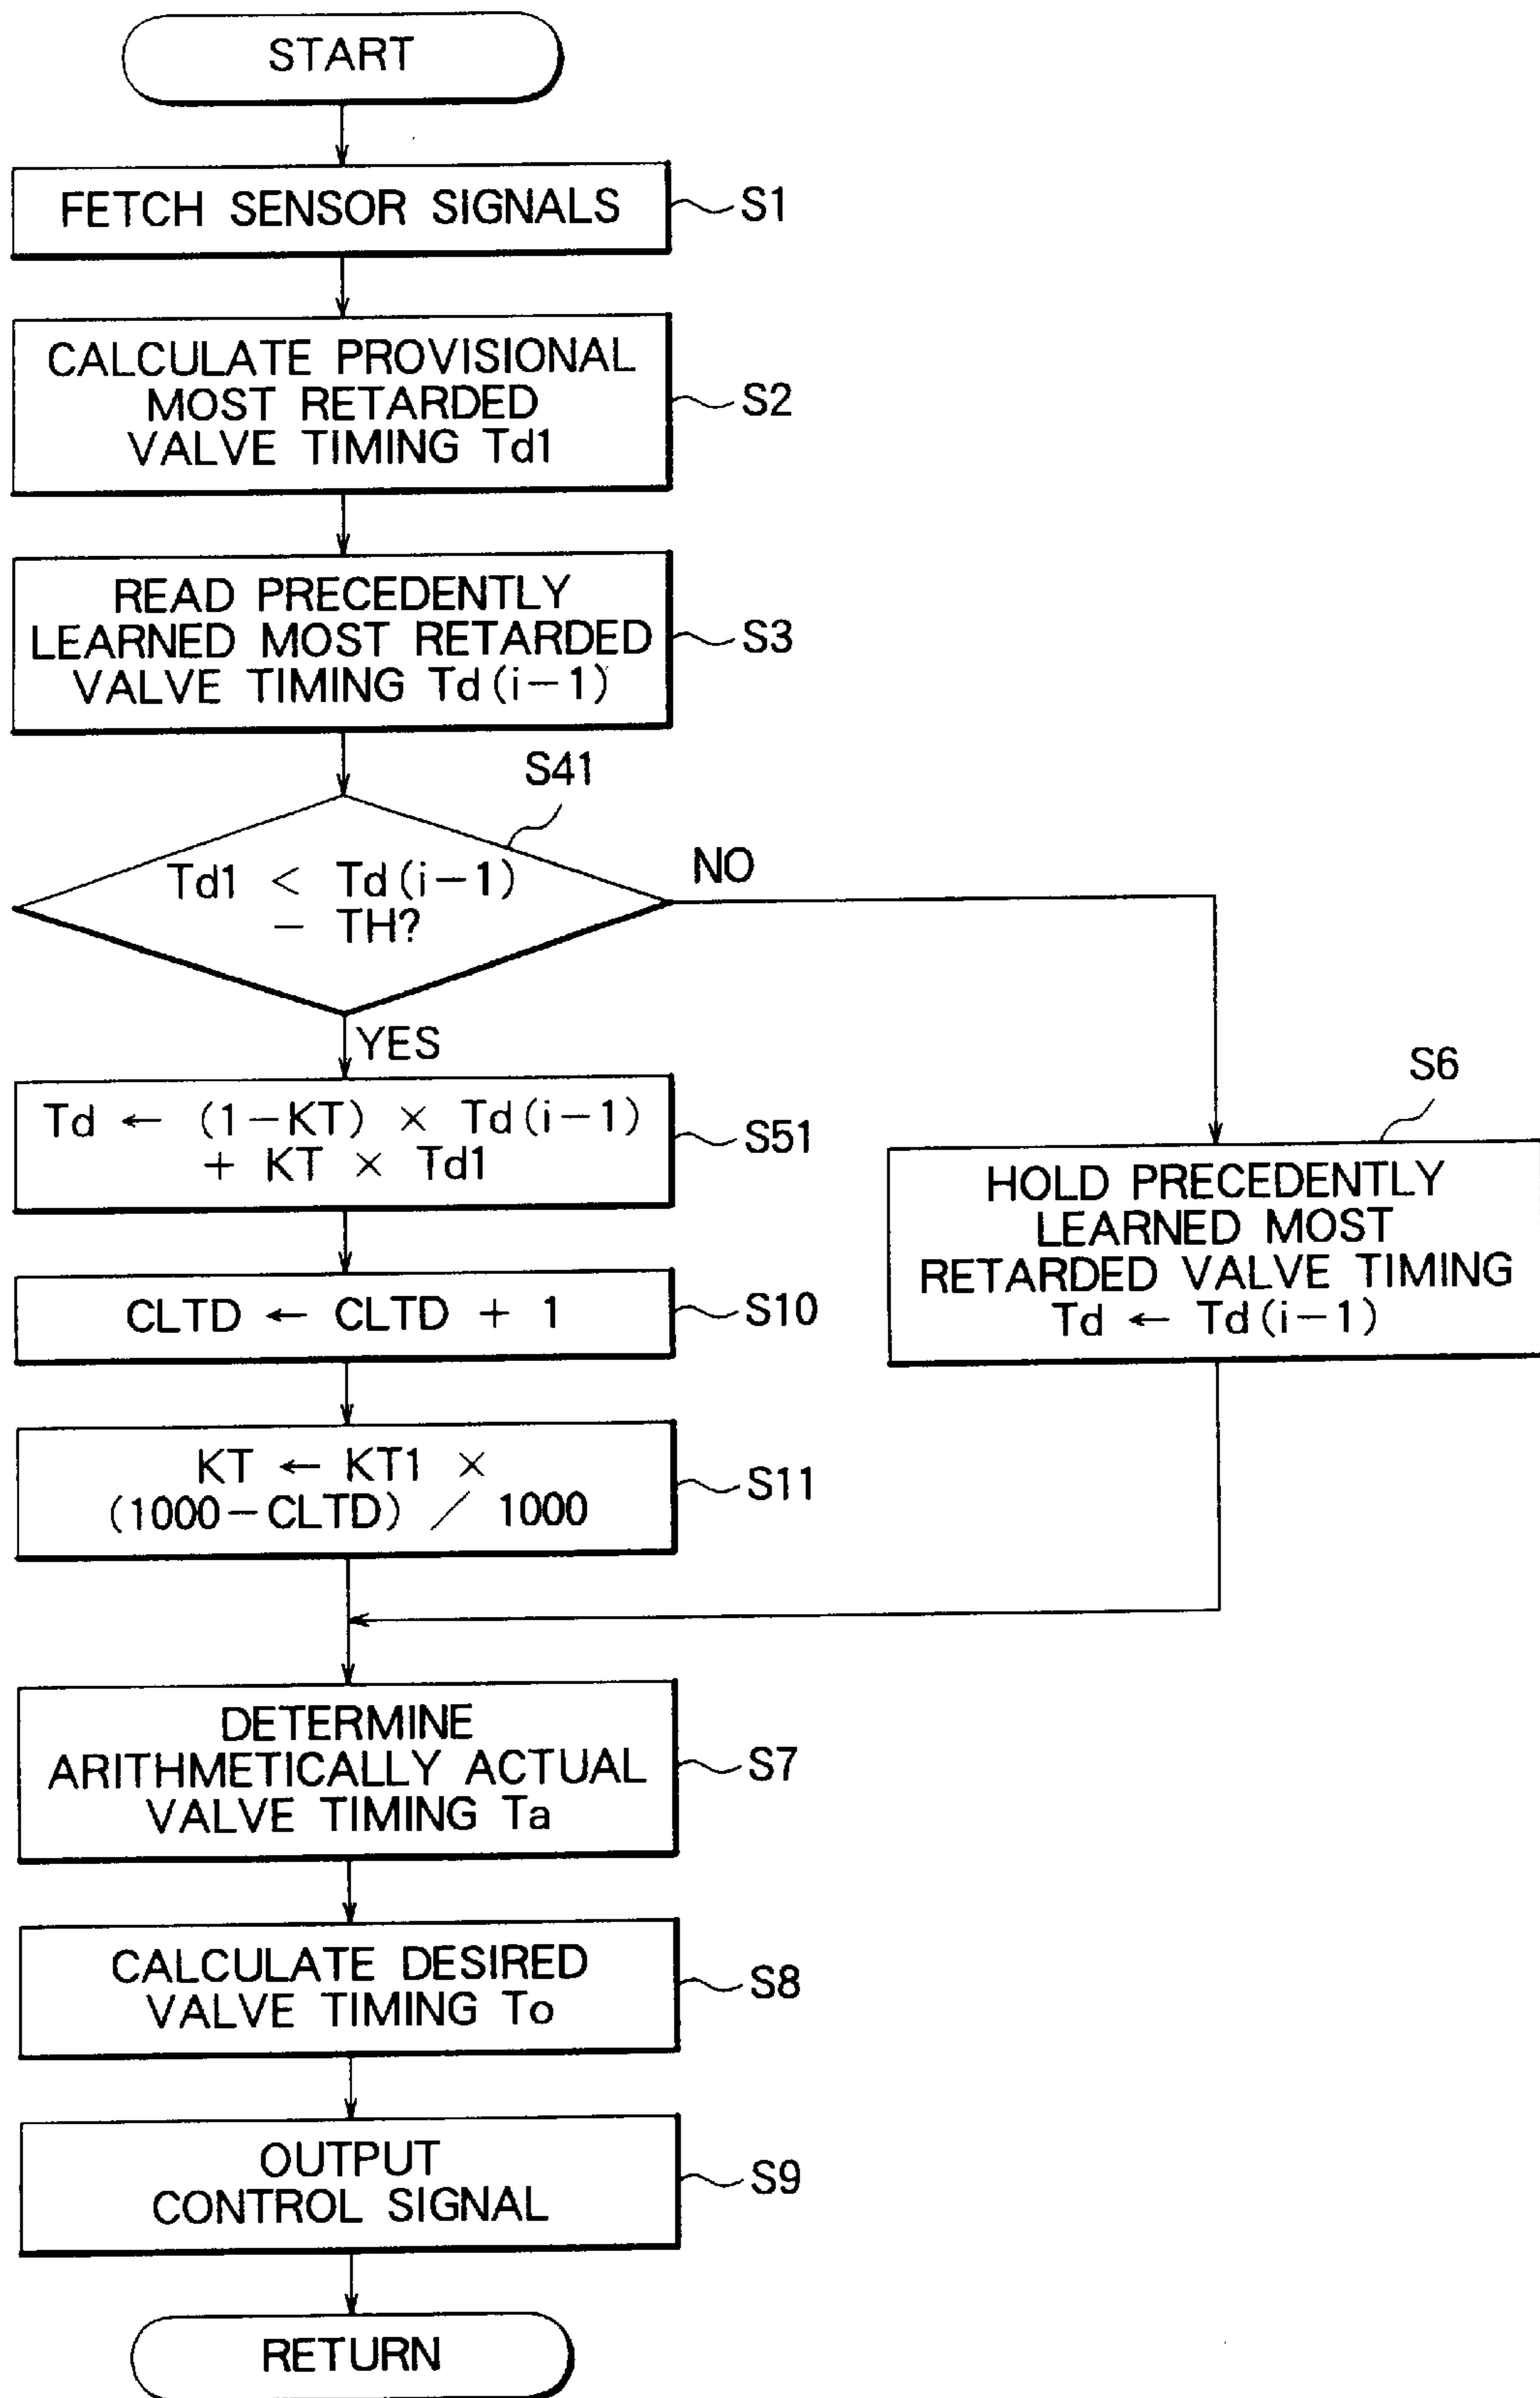 START
FETCH SENSOR SIGNALS
S1
CALCULATE PROVISIONAL
MOST RETARDED
VALVE TIMING Td1
S2
READ PRECEDENTLY
LEARNED MOST RETARDED
VALVE TIMING Td(i-1)
S3
S41
Td1 < Td(i-1)
- TH?
NO
YES
Td ← (1-KT) × Td(i-1)
+ KT × Td1
S51
S6
HOLD PRECEDENTLY
LEARNED MOST
RETARDED VALVE TIMING
Td ← Td(i-1)
CLTD ← CLTD + 1
S10
KT ← KT1 ×
(1000-CLTD) / 1000
S11
DETERMINE
ARITHMETICALLY ACTUAL
VALVE TIMING Ta
S7
CALCULATE DESIRED
VALVE TIMING To
S8
OUTPUT
CONTROL SIGNAL
S9
RETURN